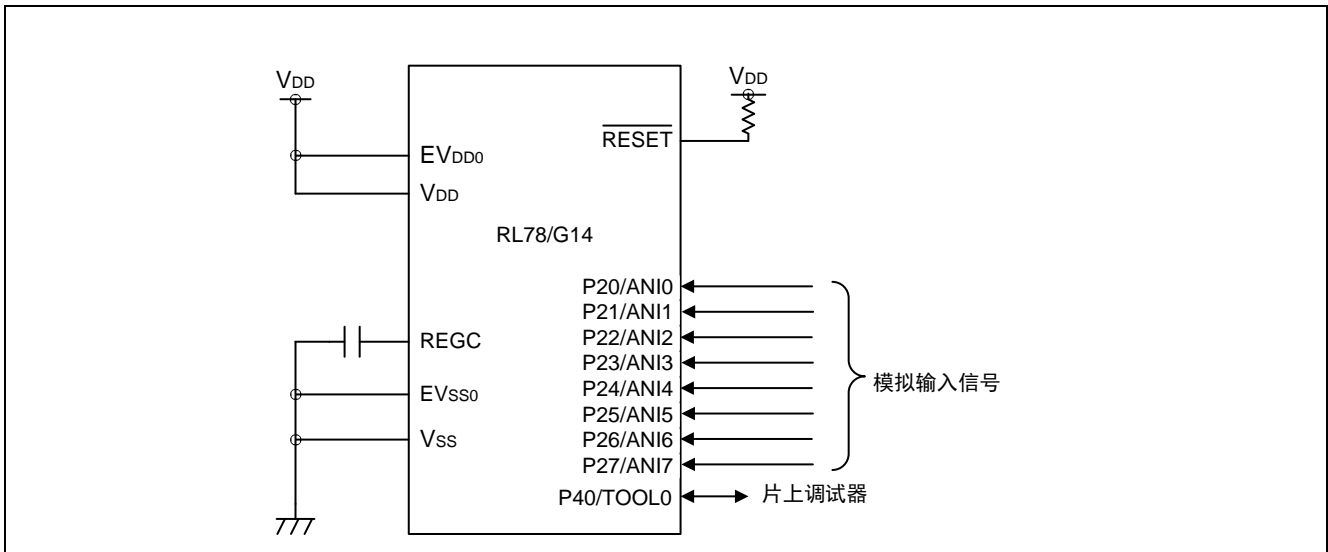 VDD
VDD
RESET
EVDD0
VDD
RL78/G14
P20/ANI0
P21/ANI1
P22/ANI2
REGC
P23/ANI3
P24/ANI4
模拟输入信号
EVSS0
P25/ANI5
VSS
P26/ANI6
P27/ANI7
P40/TOOL0
片上调试器